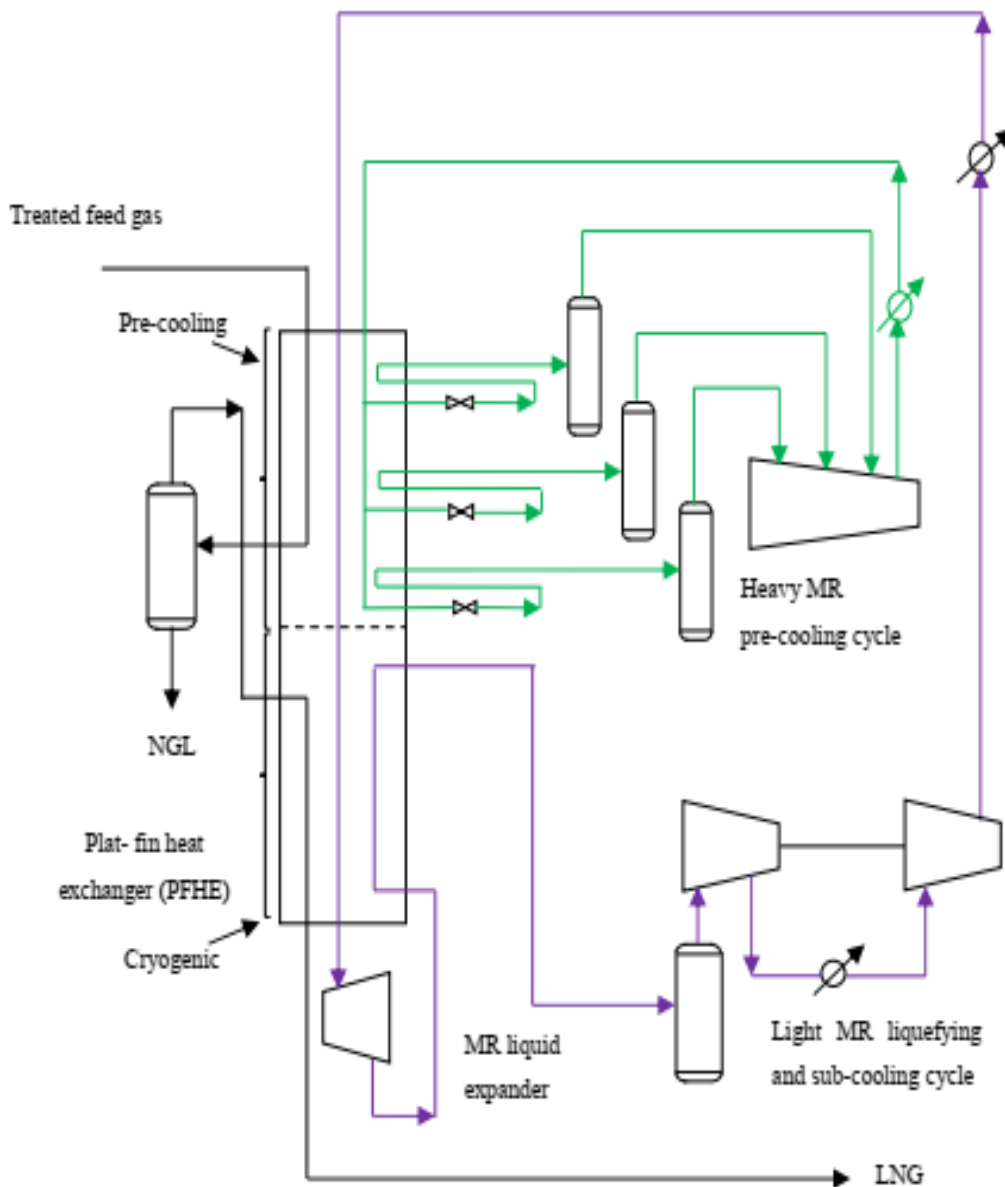 Treated feed gas
Pre-cooling
Heavy MR
pre-cooling cycle
NGL
Plat- fin heat
exchanger (PFHE)
Cryogenic
MR liquid
expander
Light MR liquefying
and sub-cooling cycle
LNG